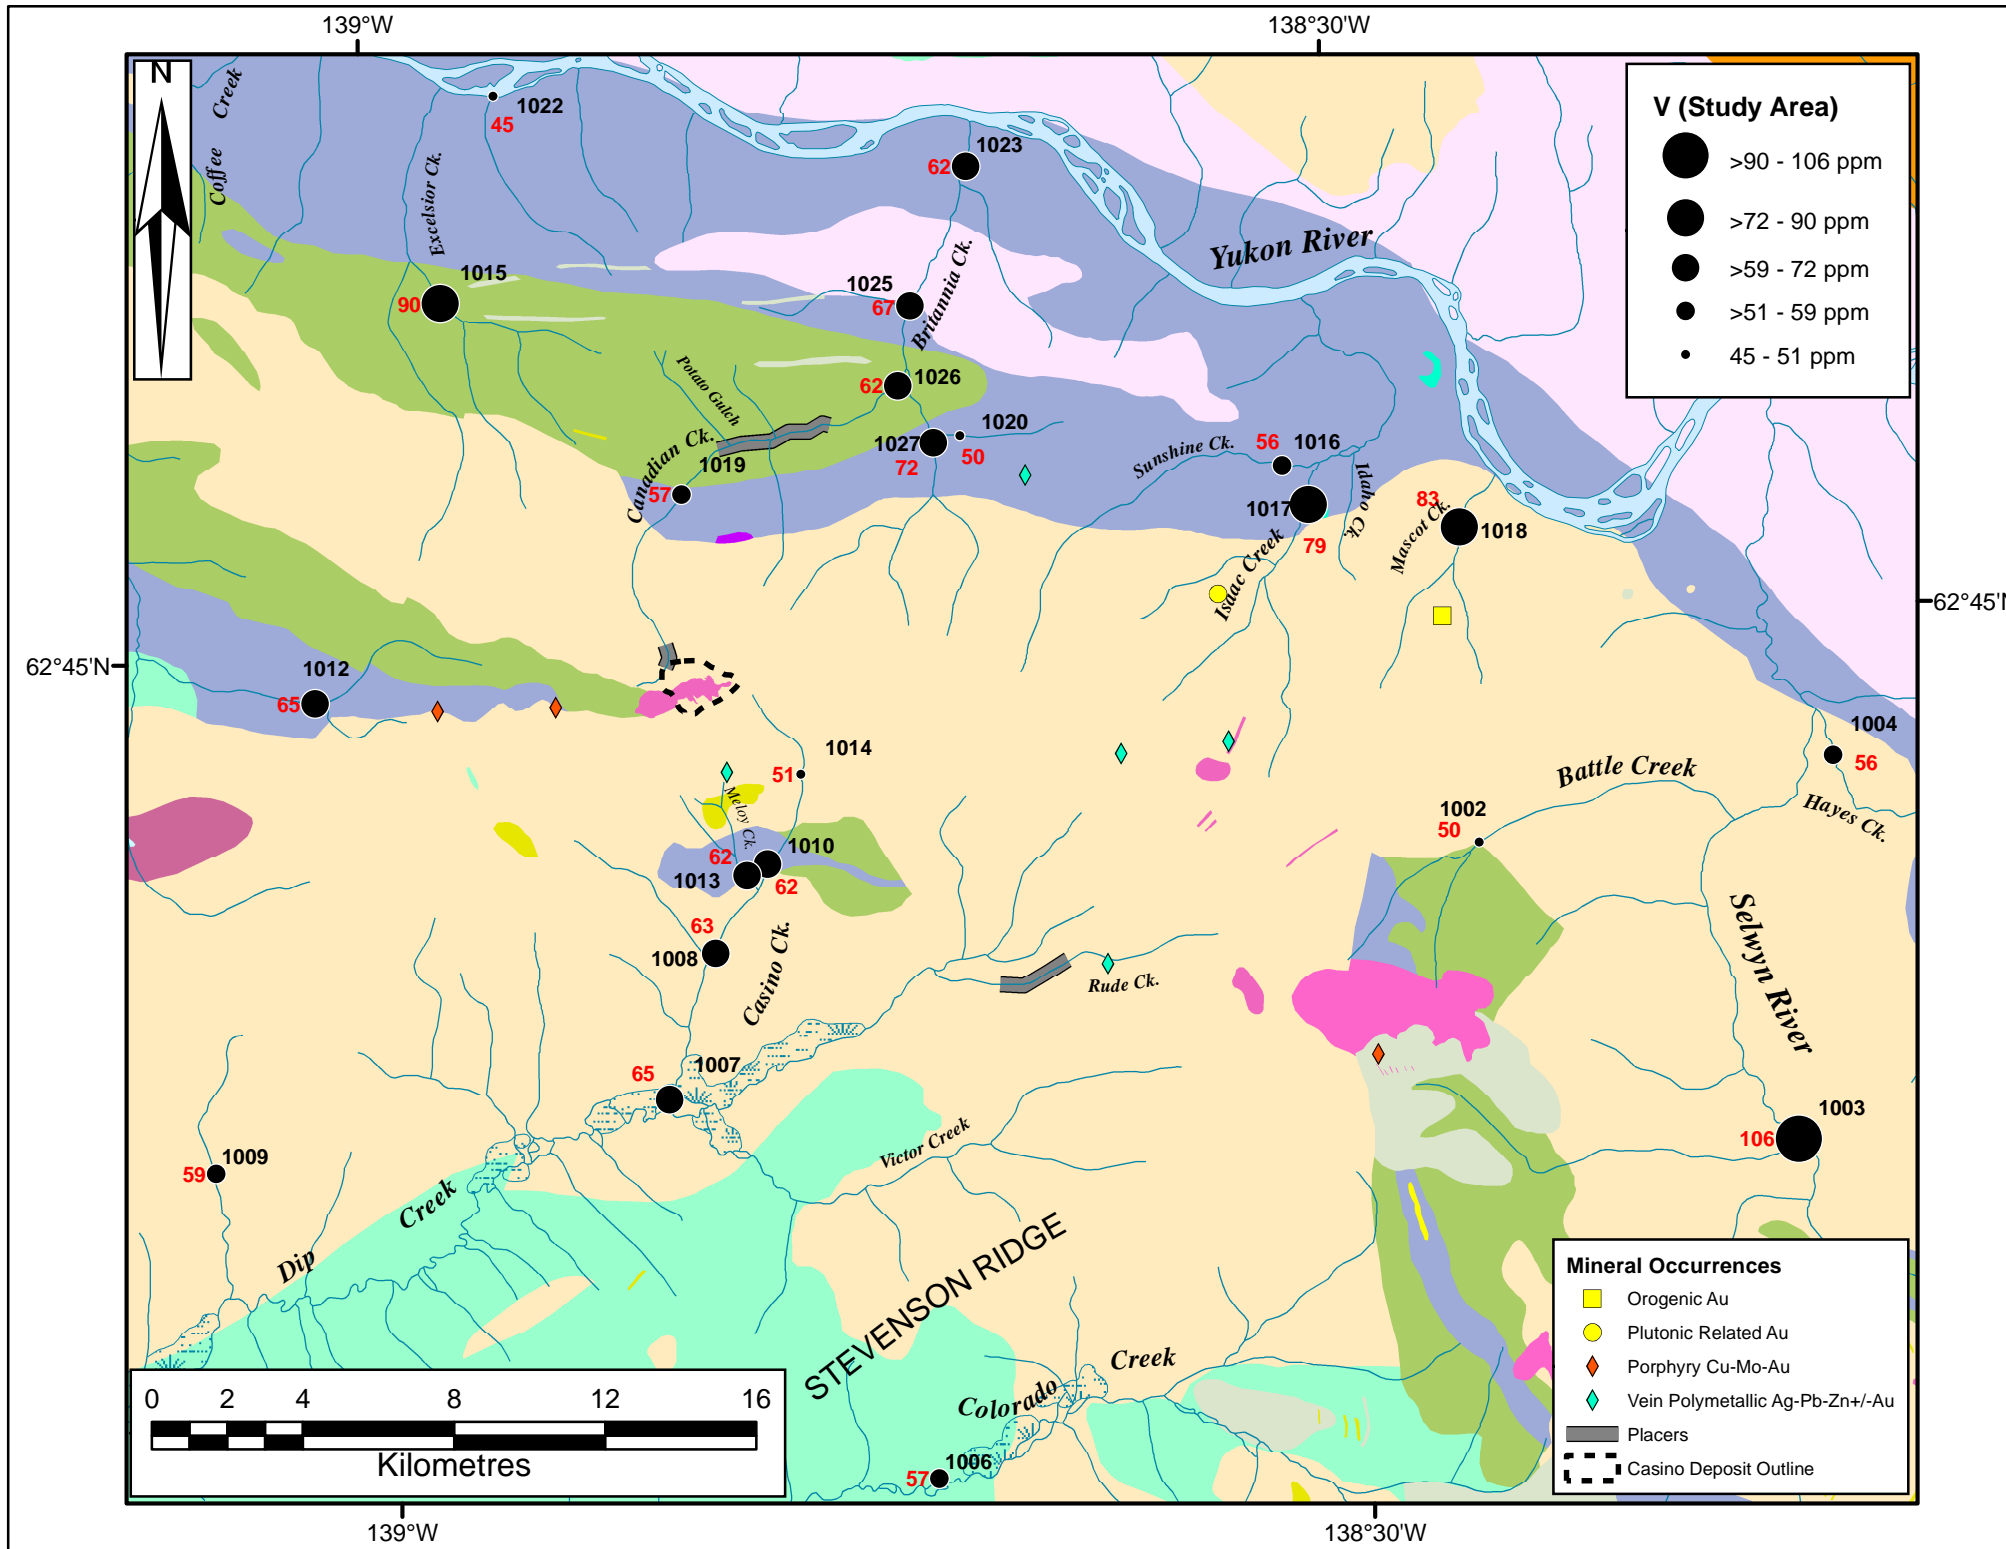 139°W
138°30'W
N
Coffee Creek
1022
45
Excelsior Ck.
1023
62
V (Study Area)
>90 - 106 ppm
>72 - 90 ppm
>59 - 72 ppm
>51 - 59 ppm
45 - 51 ppm
Yukon River
1015
90
1025
67
Britannia Ck.
Potato Gulch
62
1026
Canadian Ck.
1019
57
1027
72
1020
50
Sunshine Ck.
56
1016
1017
79
Idaho Ck.
Isaac Creek
83
Mascot Ck.
1018
62°45'N
62°45'N
1012
65
1014
51
Meloy Ck.
1010
62
1013
62
63
1008
Casino Ck.
1004
56
Hayes Ck.
Battle Creek
1002
50
Selwyn River
Rude Ck.
1007
65
1003
106
1009
59
Victor Creek
Dip Creek
STEVENSON RIDGE
Colorado Creek
1006
57
Mineral Occurrences
Orogenic Au
Plutonic Related Au
Porphyry Cu-Mo-Au
Vein Polymetallic Ag-Pb-Zn+/-Au
Placers
Casino Deposit Outline
0 2 4 8 12 16
Kilometres
139°W
138°30'W